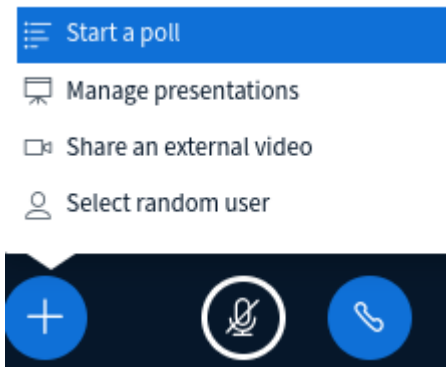 Start a poll
Manage presentations
Share an external video
Select random user